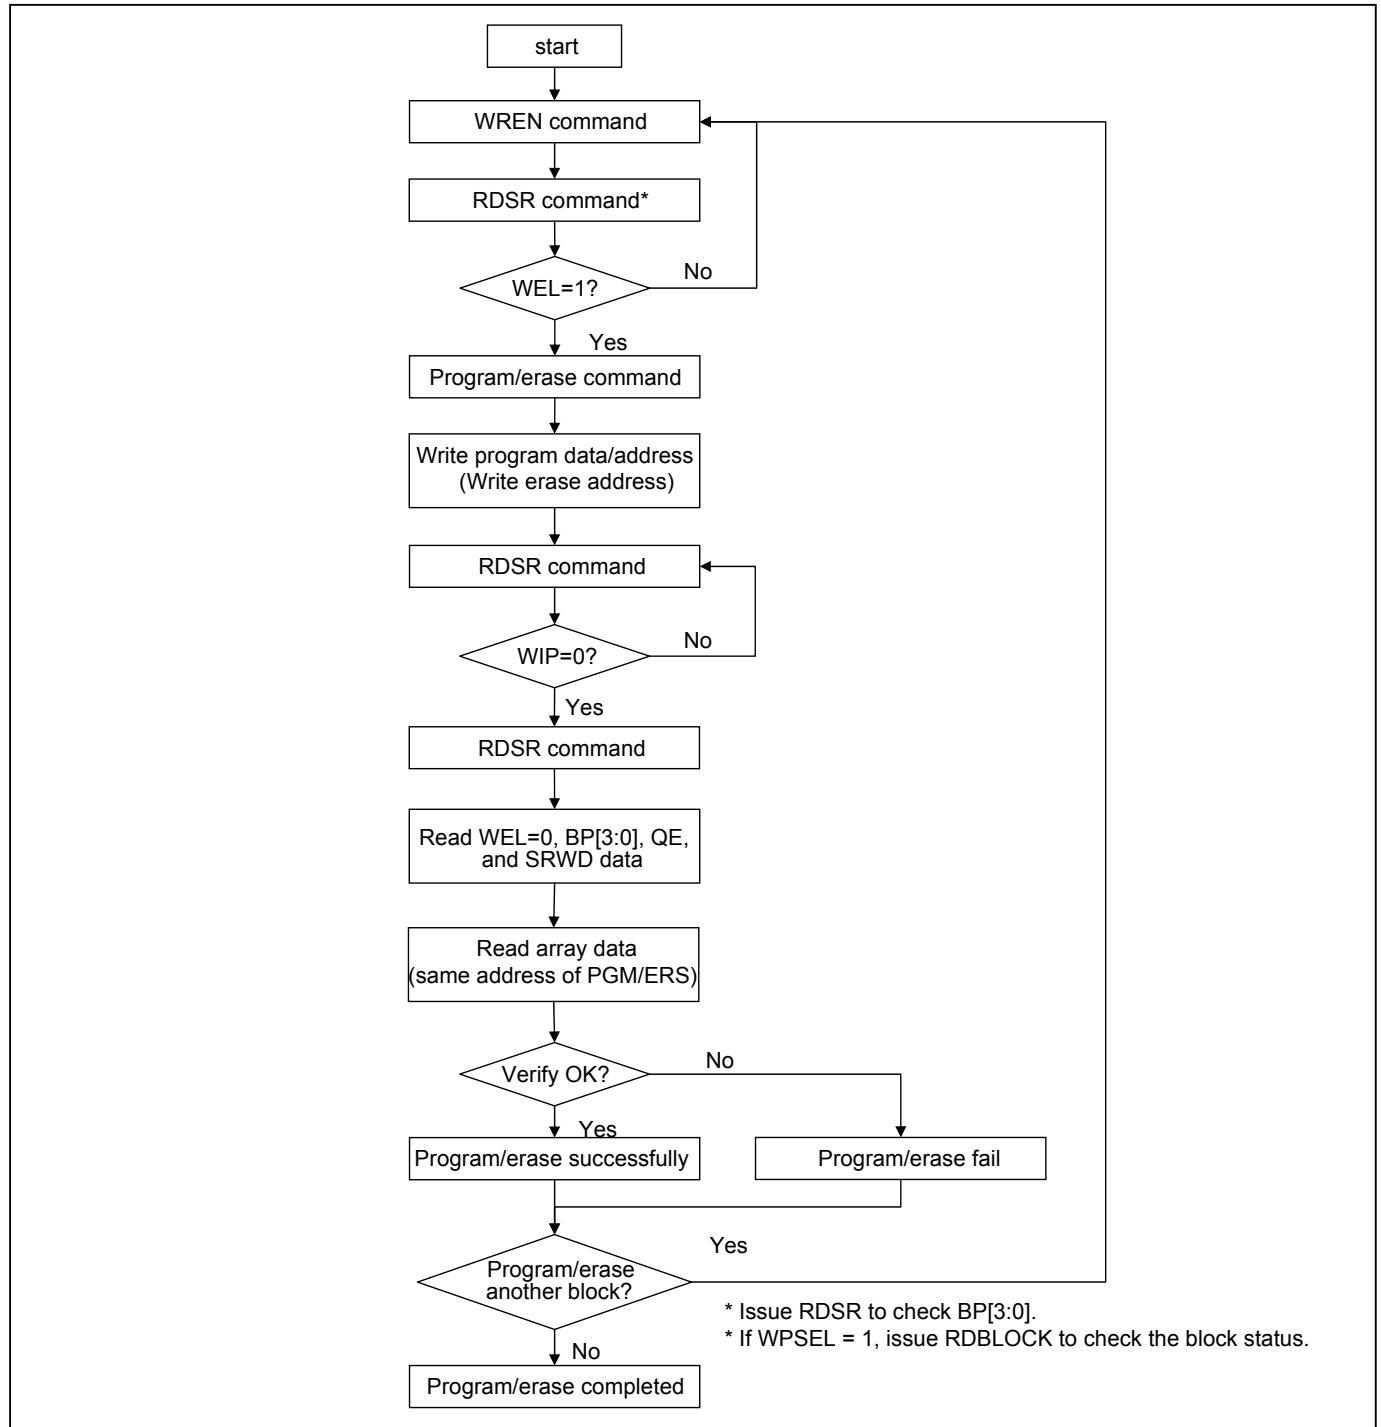 start
WREN command
RDSR command*
WEL=1?
No
Yes
Program/erase command
Write program data/address
(Write erase address)
RDSR command
WIP=0?
No
Yes
RDSR command
Read WEL=0, BP[3:0], QE,
and SRWD data
Read array data
(same address of PGM/ERS)
Verify OK?
No
Yes
Program/erase successfully
Program/erase fail
Program/erase
another block?
Yes
* Issue RDSR to check BP[3:0].
* If WPSEL = 1, issue RDBLOCK to check the block status.
No
Program/erase completed